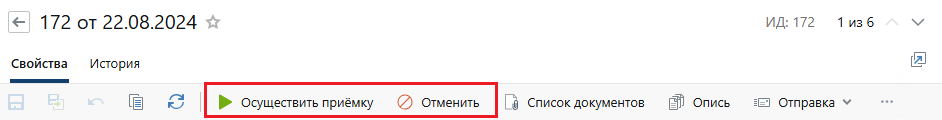 172 от 22.08.2024 ИД: 172 1 из 6
Свойства История
Осуществить приёмку Отменить Список документов Опись Отправка